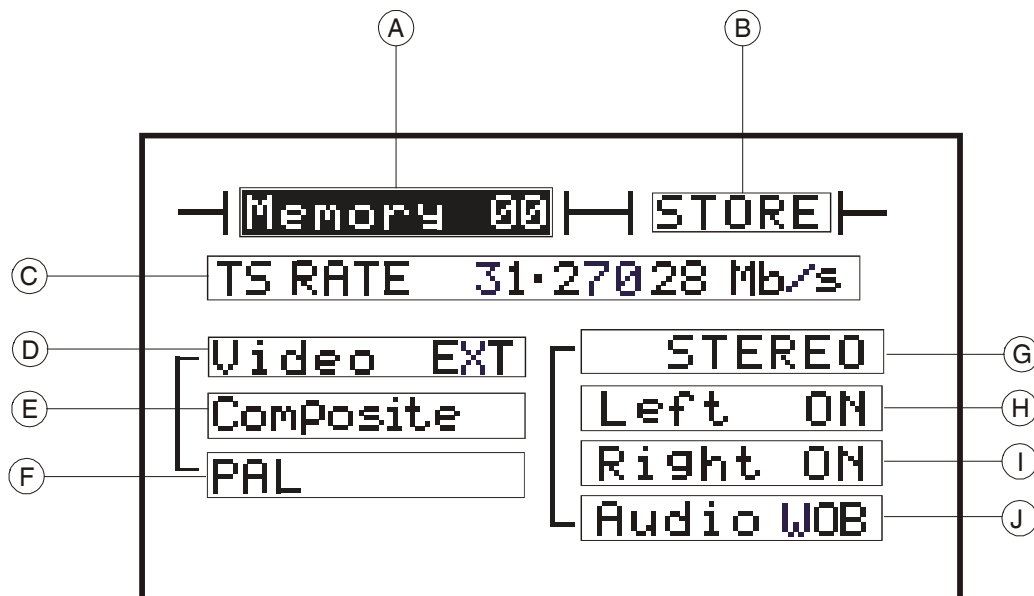 A
B
Memory 00
STORE
C
TS RATE 31.27028 Mb/s
D
Video EXT
STEREO
G
E
Composite
Left ON
H
F
PAL
Right ON
I
Audio WOB
J